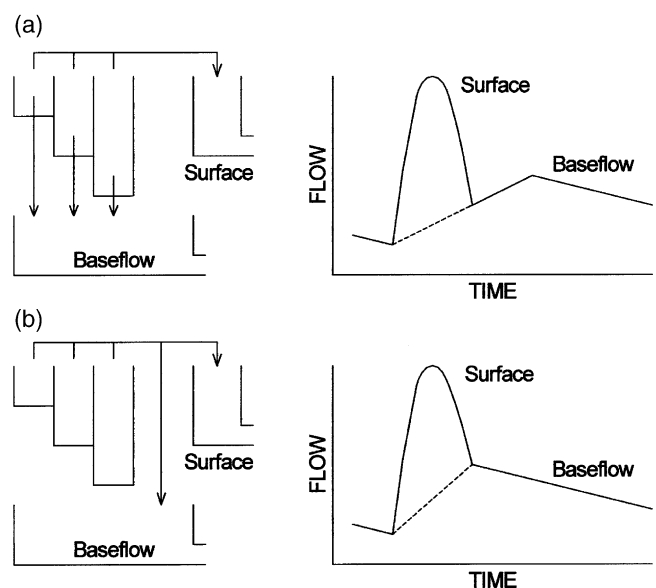 (a)
Surface
Baseflow
FLOW
Surface
Baseflow
TIME
(b)
Surface
Baseflow
FLOW
Surface
Baseflow
TIME